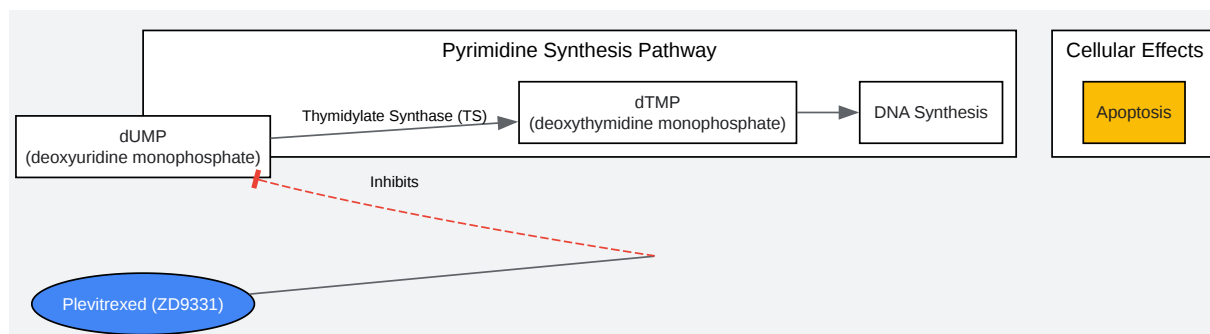 Pyrimidine Synthesis Pathway
Cellular Effects
dUMP
(deoxyuridine monophosphate)
Thymidylate Synthase (TS)
dTMP
(deoxythymidine monophosphate)
DNA Synthesis
Apoptosis
Inhibits
Plevitrexed (ZD9331)